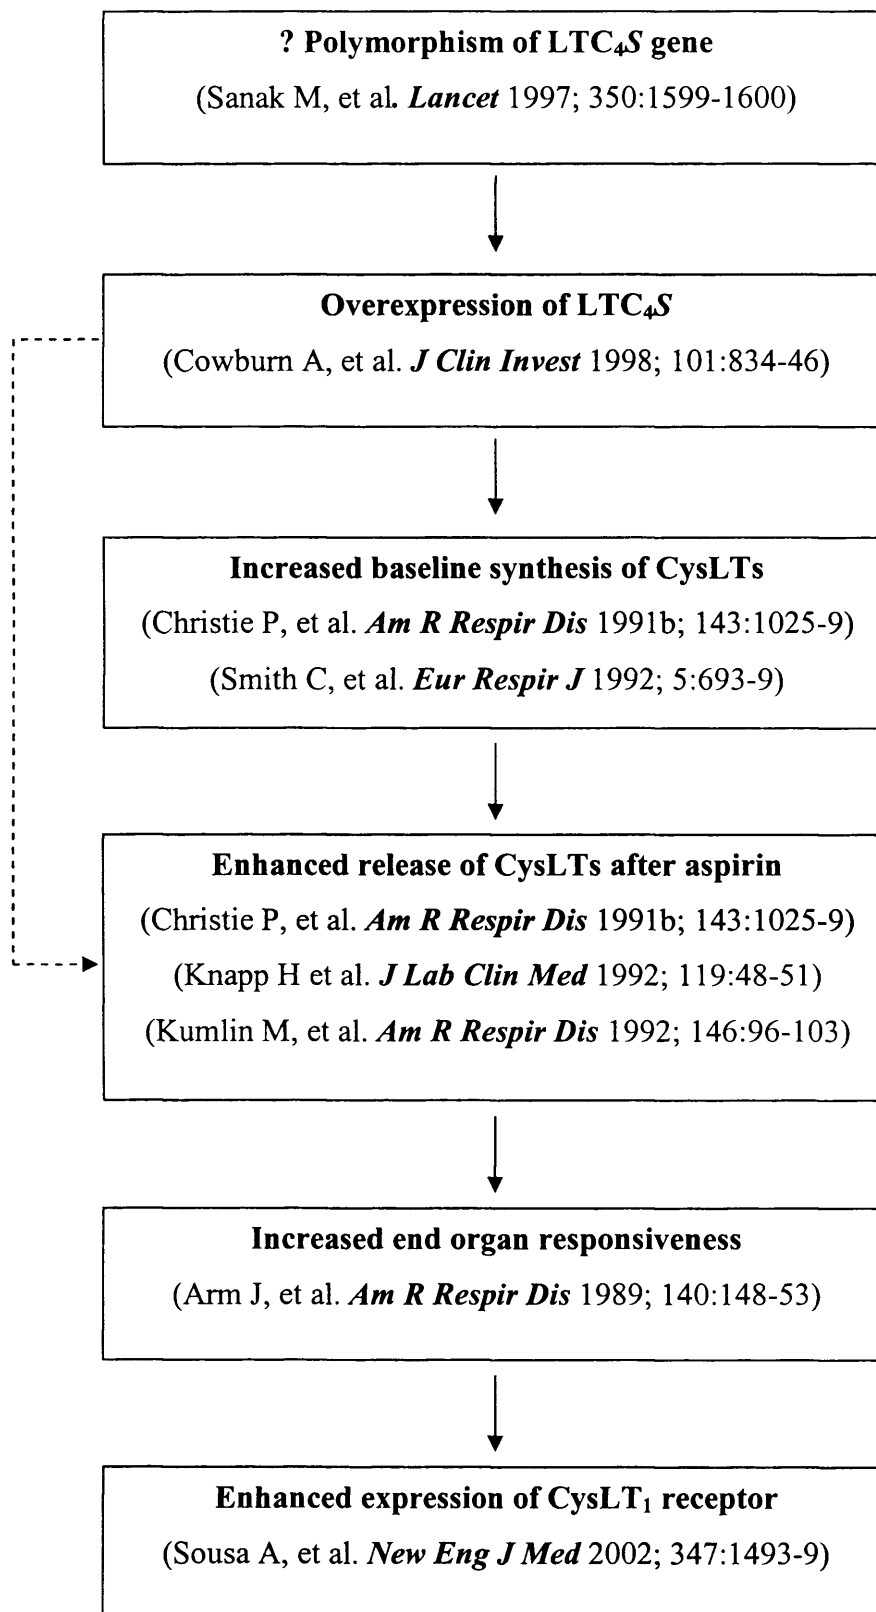 ? Polymorphism of LTC₄S gene
(Sanak M, et al. Lancet 1997; 350:1599-1600)
Overexpression of LTC₄S
(Cowburn A, et al. J Clin Invest 1998; 101:834-46)
Increased baseline synthesis of CysLTs
(Christie P, et al. Am R Respir Dis 1991b; 143:1025-9)
(Smith C, et al. Eur Respir J 1992; 5:693-9)
Enhanced release of CysLTs after aspirin
(Christie P, et al. Am R Respir Dis 1991b; 143:1025-9)
(Knapp H et al. J Lab Clin Med 1992; 119:48-51)
(Kumlin M, et al. Am R Respir Dis 1992; 146:96-103)
Increased end organ responsiveness
(Arm J, et al. Am R Respir Dis 1989; 140:148-53)
Enhanced expression of CysLT₁ receptor
(Sousa A, et al. New Eng J Med 2002; 347:1493-9)